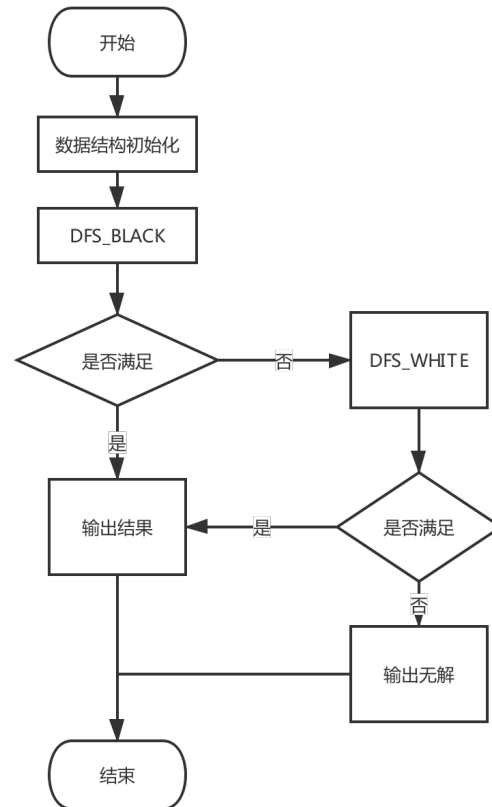 开始
数据结构初始化
DFS_BLACK
是否满足
否
DFS_WHITE
是
输出结果
是
是否满足
否
输出无解
结束